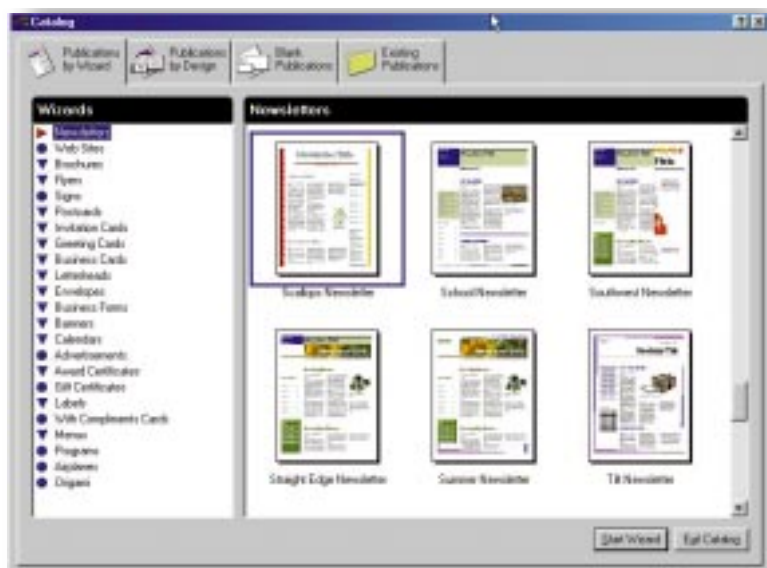 Catalog
Publications by Wizard
Publications by Design
Blank Publications
Existing Publications
Wizards
Newsletters
Web Sites
Brochures
Flyers
Signs
Postcards
Invitation Cards
Greeting Cards
Business Cards
Letterheads
Envelopes
Business Forms
Banners
Calendars
Advertisements
Award Certificates
Gift Certificates
Labels
With Compliments Cards
Menus
Programs
Airplanes
Origami
Newsletters
Scallops Newsletter
School Newsletter
Southwest Newsletter
Straight Edge Newsletter
Summer Newsletter
Tilt Newsletter
Start Wizard
Exit Catalog